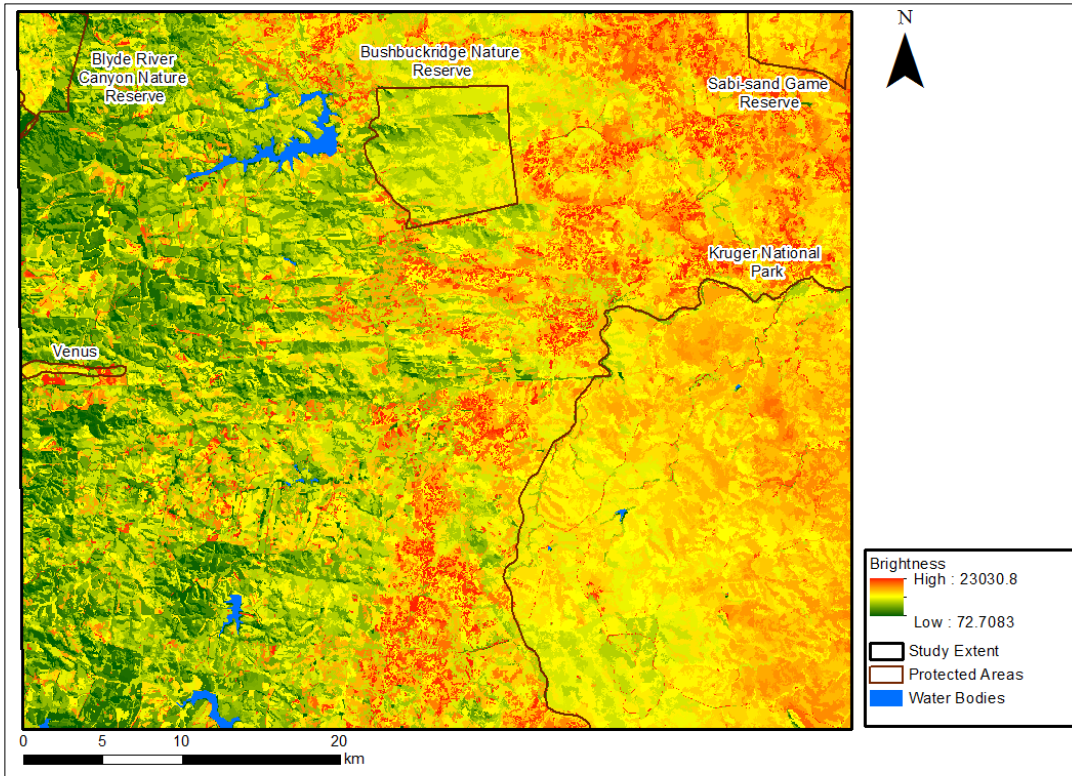 N
Blyde River
Canyon Nature
Reserve
Bushbuckridge Nature
Reserve
Sabi-sand Game
Reserve
Kruger National
Park
Venus
Brightness
High : 23030.8
Low : 72.7083
Study Extent
Protected Areas
Water Bodies
0 5 10 20
km